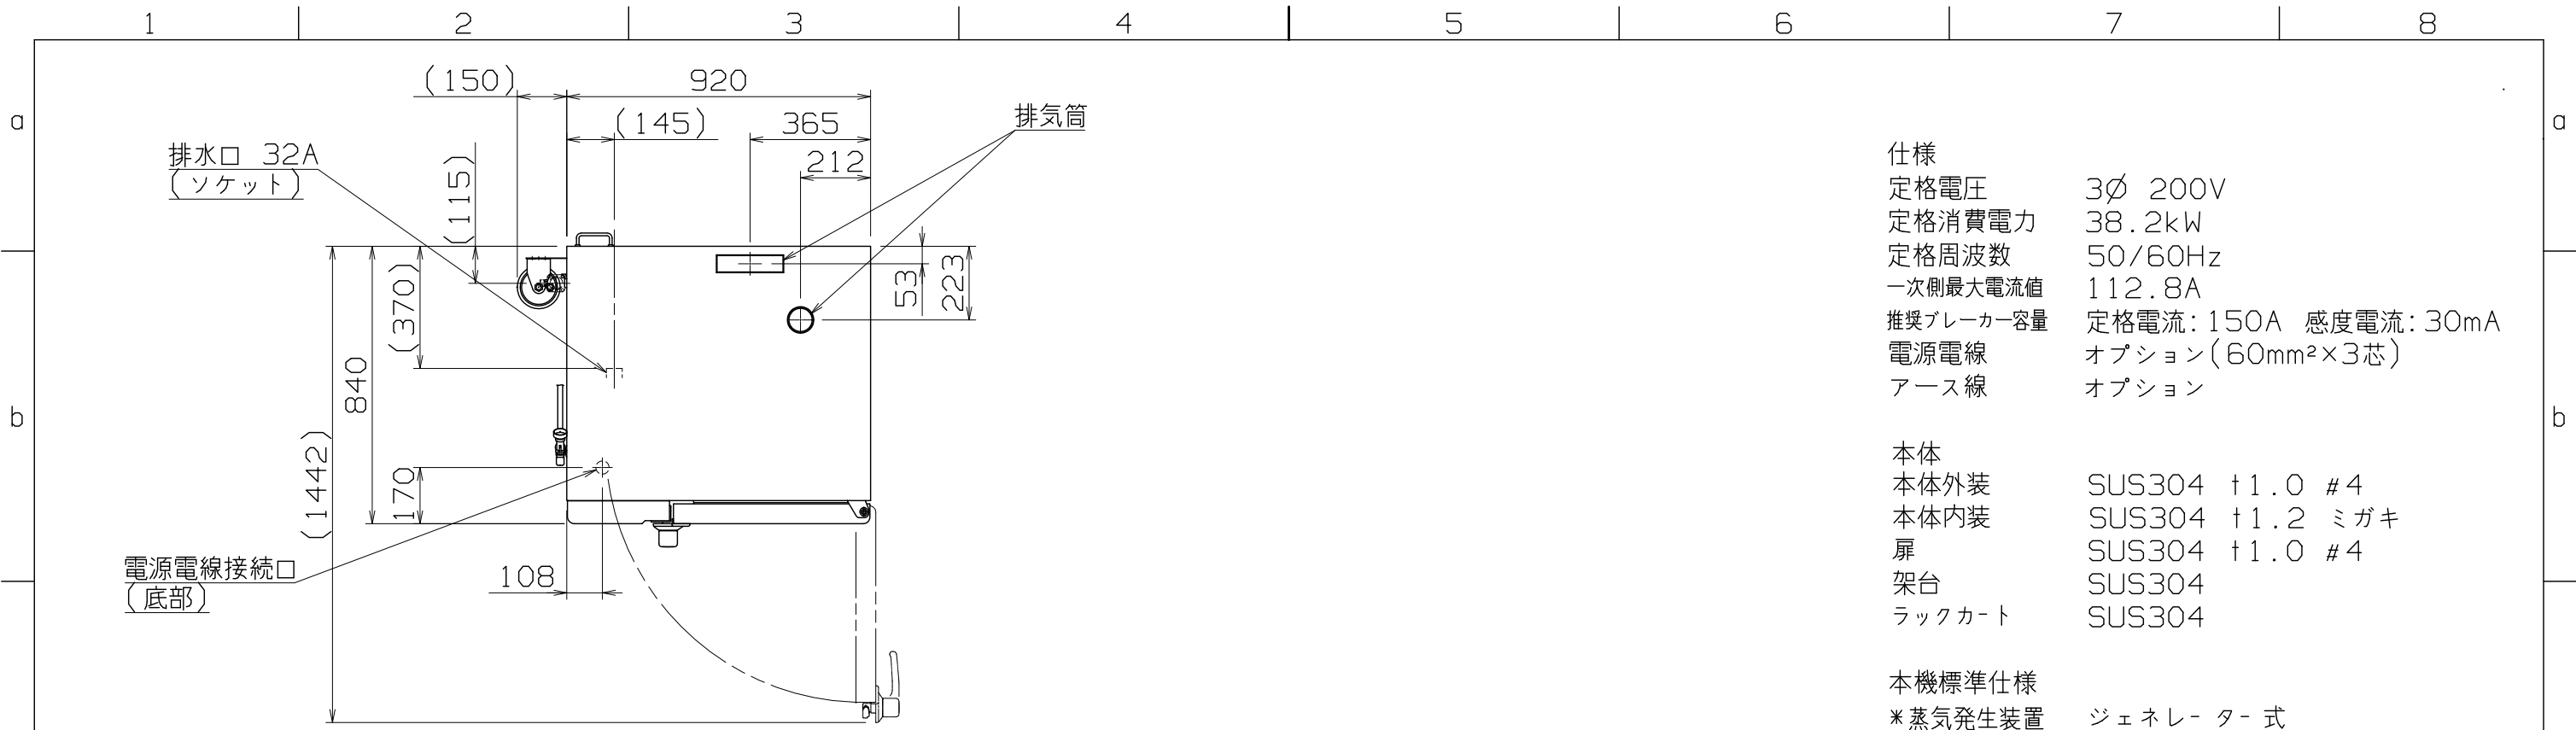 1 2 3 4 5 6 7 8
a a
b b
(150)
920
(145)
365
212
排気筒
排水口 32A
(ソケット)
(115)
(370)
840
(1442)
170
53
223
108
電源電線接続口
(底部)
仕様
定格電圧 3∅ 200V
定格消費電力 38.2kW
定格周波数 50/60Hz
一次側最大電流値 112.8A
推奨ブレーカー容量 定格電流:150A 感度電流:30mA
電源電線 オプション(60mm²×3芯)
アース線 オプション
本体
本体外装 SUS304 t1.0 #4
本体内装 SUS304 t1.2 ミガキ
扉 SUS304 t1.0 #4
架台 SUS304
ラックカート SUS304
本機標準仕様
*蒸気発生装置 ジェネレーター式